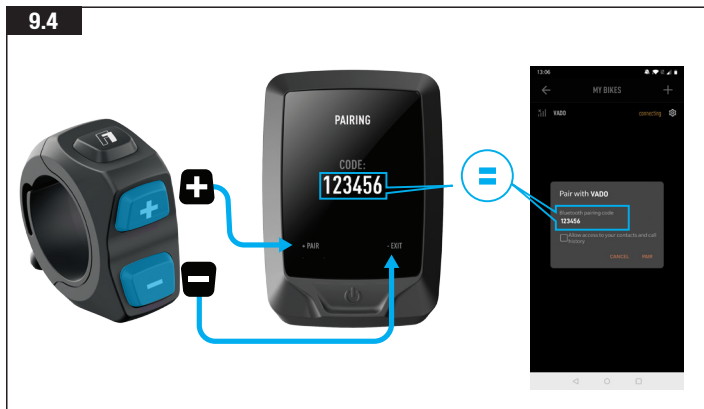 9.4
+
−
+
−
PAIRING
CODE:
123456
+ PAIR
- EXIT
=
13:06
MY BIKES
+
VADO
connecting
Pair with VADO
Bluetooth pairing code
123456
Allow access to your contacts and call
history
CANCEL
PAIR